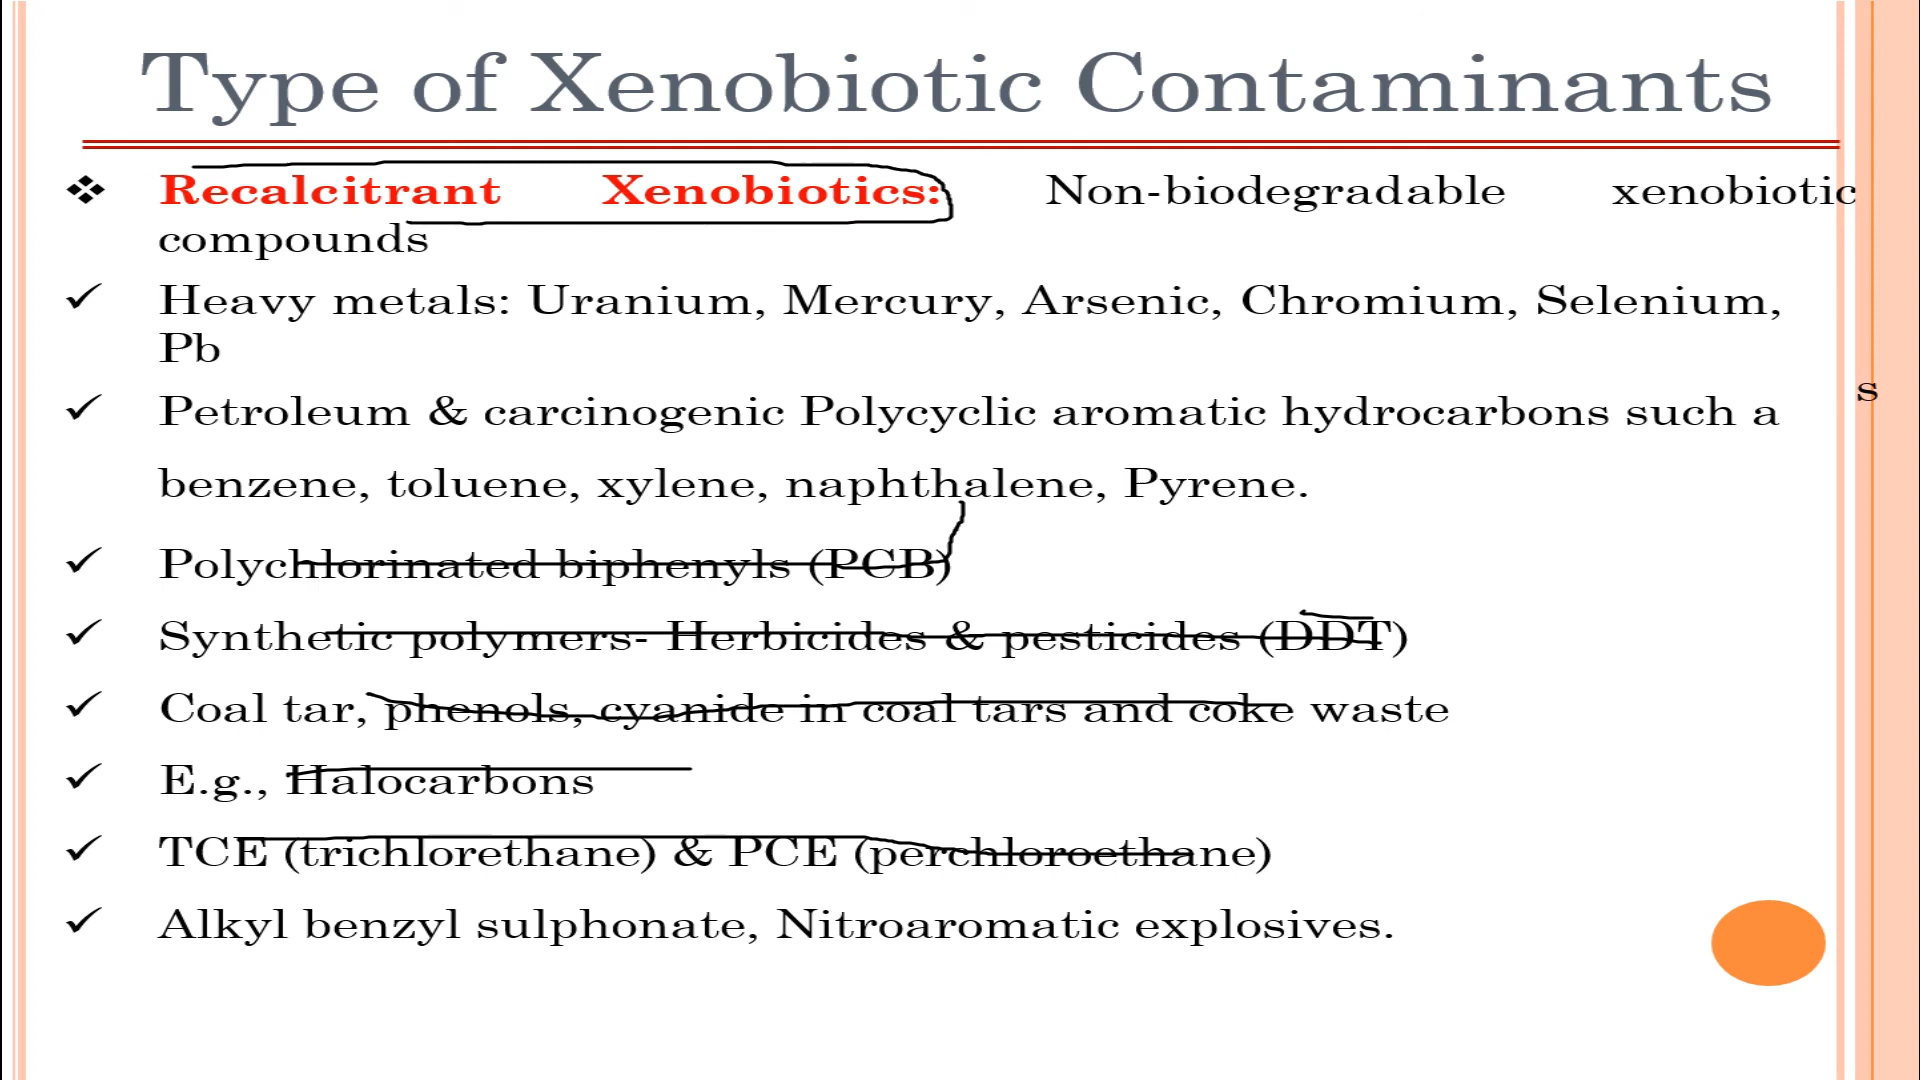 Type of Xenobiotic Contaminants
❖ Recalcitrant Xenobiotics: Non-biodegradable xenobiotic
compounds
✓ Heavy metals: Uranium, Mercury, Arsenic, Chromium, Selenium,
Pb
✓ Petroleum & carcinogenic Polycyclic aromatic hydrocarbons such a
s
benzene, toluene, xylene, naphthalene, Pyrene.
✓ Polychlorinated biphenyls (PCB)
✓ Synthetic polymers- Herbicides & pesticides (DDT)
✓ Coal tar, phenols, cyanide in coal tars and coke waste
✓ E.g., Halocarbons
✓ TCE (trichlorethane) & PCE (perchloroethane)
✓ Alkyl benzyl sulphonate, Nitroaromatic explosives.